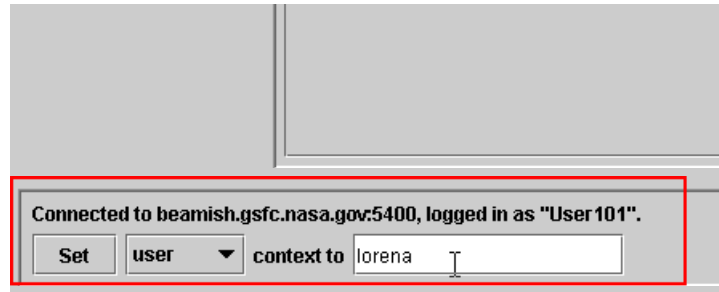 Connected to beamish.gsfc.nasa.gov:5400, logged in as "User101".
Set user context to lorena